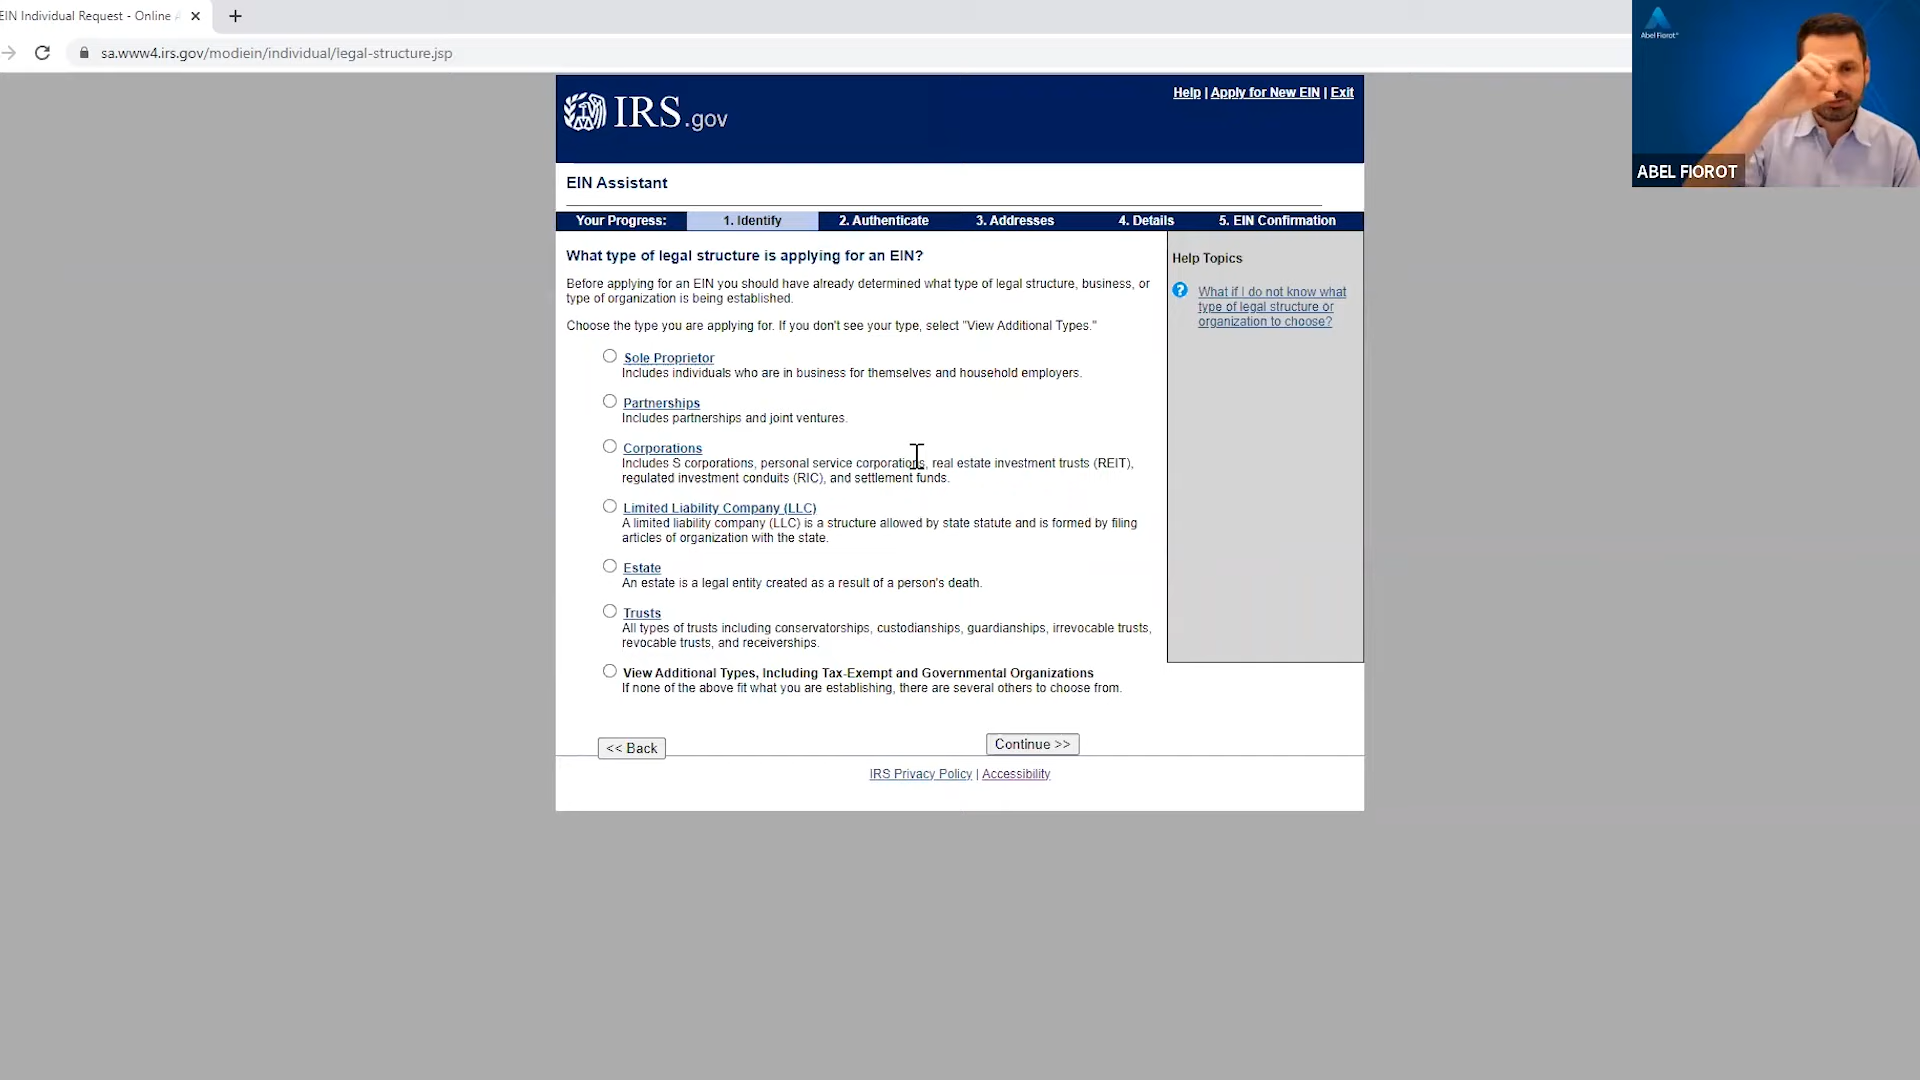 EIN Individual Request - Online
sa.www4.irs.gov/modiein/individual/legal-structure.jsp
Abel Fiorot
ABEL FIOROT
IRS.gov
Help | Apply for New EIN | Exit
EIN Assistant
Your Progress: 1. Identify 2. Authenticate 3. Addresses 4. Details 5. EIN Confirmation
What type of legal structure is applying for an EIN?
Before applying for an EIN you should have already determined what type of legal structure, business, or
type of organization is being established.
Choose the type you are applying for. If you don't see your type, select "View Additional Types."
Sole Proprietor
Includes individuals who are in business for themselves and household employers.
Partnerships
Includes partnerships and joint ventures.
Corporations
Includes S corporations, personal service corporations, real estate investment trusts (REIT),
regulated investment conduits (RIC), and settlement funds.
Limited Liability Company (LLC)
A limited liability company (LLC) is a structure allowed by state statute and is formed by filing
articles of organization with the state.
Estate
An estate is a legal entity created as a result of a person's death.
Trusts
All types of trusts including conservatorships, custodianships, guardianships, irrevocable trusts,
revocable trusts, and receiverships.
View Additional Types, Including Tax-Exempt and Governmental Organizations
If none of the above fit what you are establishing, there are several others to choose from.
Help Topics
What if I do not know what
type of legal structure or
organization to choose?
<< Back
Continue >>
IRS Privacy Policy | Accessibility